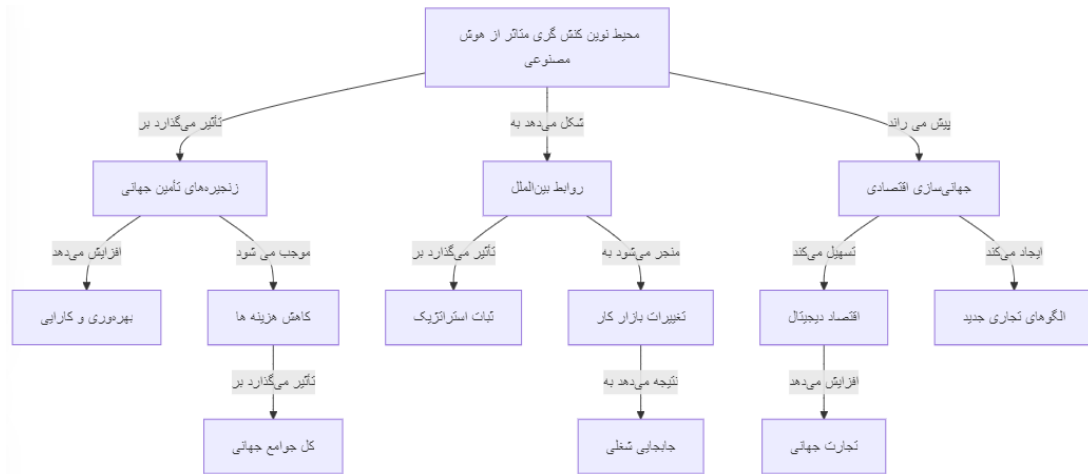 محیط نوین کنش گری متاثر از هوش
مصنوعی
پیش می راند
شکل می‌دهد به
تأثیر می‌گذارد بر
جهانی‌سازی اقتصادی
روابط بین‌الملل
زنجیره‌های تأمین جهانی
ایجاد می‌کند
تسهیل می‌کند
منجر می‌شود به
تأثیر می‌گذارد بر
موجب می شود
افزایش می‌دهد
الگوهای تجاری جدید
اقتصاد دیجیتال
تغییرات بازار کار
ثبات استراتژیک
کاهش هزینه ها
بهره‌وری و کارایی
افزایش می‌دهد
نتیجه می‌دهد به
تأثیر می‌گذارد بر
تجارت جهانی
جابجایی شغلی
کل جوامع جهانی